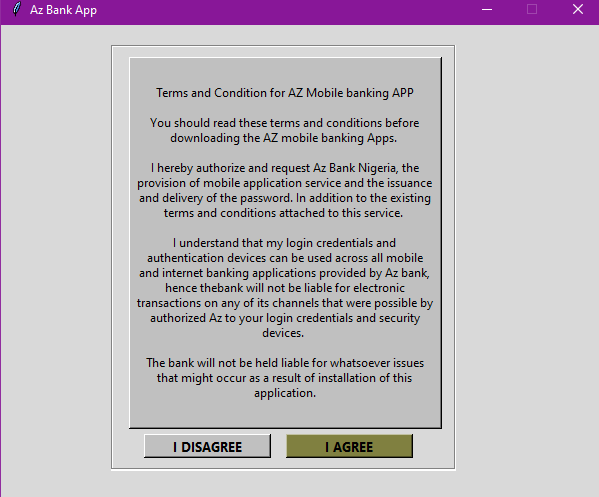 Az Bank App
Terms and Condition for AZ Mobile banking APP
You should read these terms and conditions before
downloading the AZ mobile banking Apps.
I hereby authorize and request Az Bank Nigeria, the
provision of mobile application service and the issuance
and delivery of the password. In addition to the existing
terms and conditions attached to this service.
I understand that my login credentials and
authentication devices can be used across all mobile
and internet banking applications provided by Az bank,
hence thebank will not be liable for electronic
transactions on any of its channels that were possible by
authorized Az to your login credentials and security
devices.
The bank will not be held liable for whatsoever issues
that might occur as a result of installation of this
application.
I DISAGREE
I AGREE